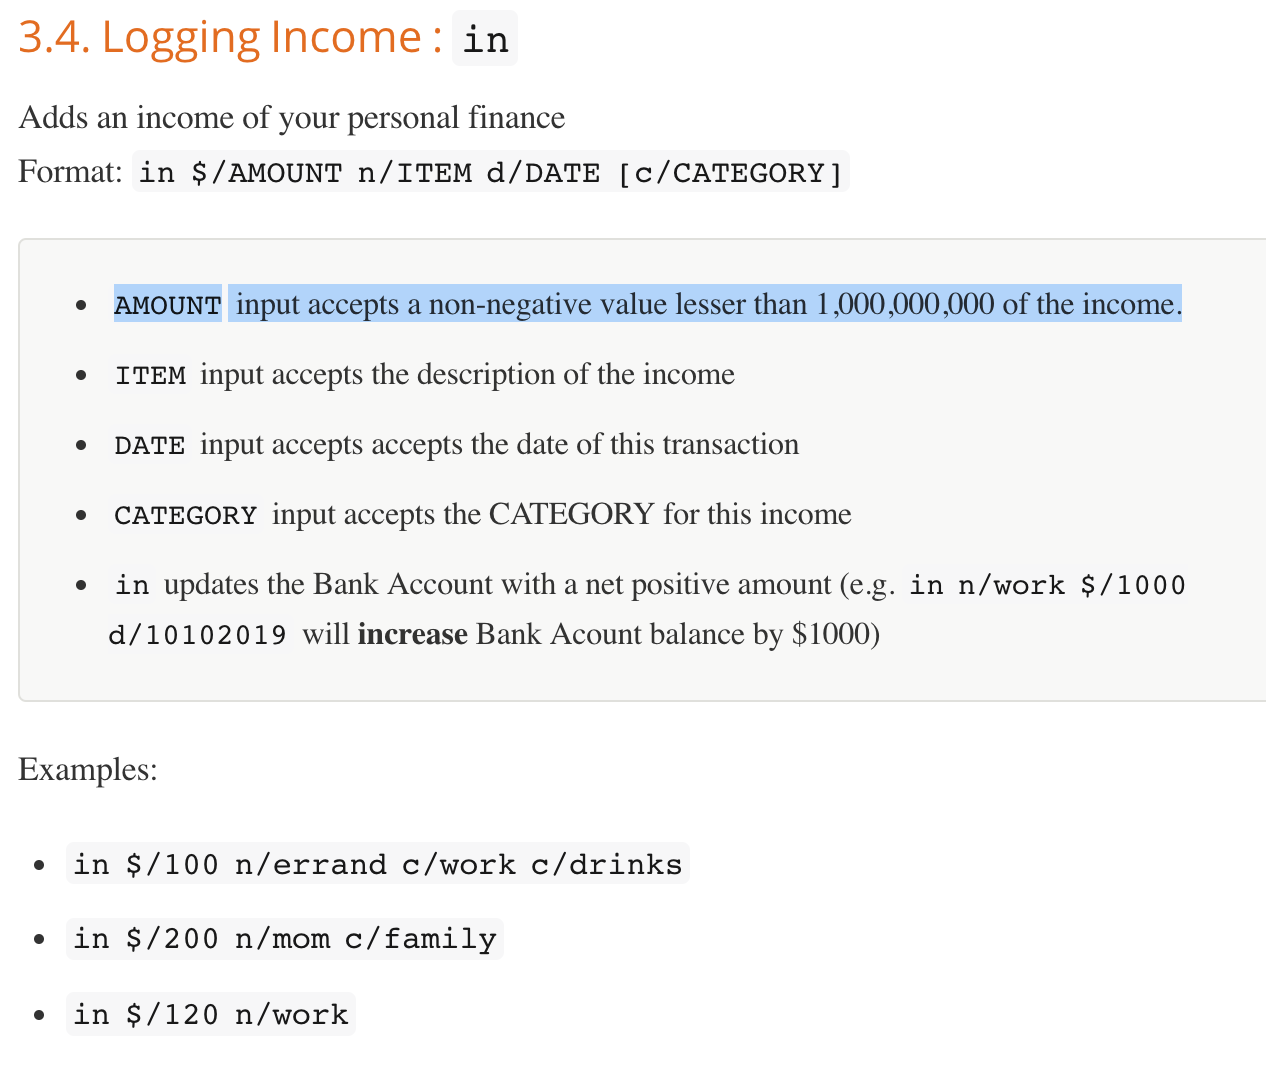 3.4. Logging Income : in
Adds an income of your personal finance
Format: in $/AMOUNT n/ITEM d/DATE [c/CATEGORY]
• AMOUNT input accepts a non-negative value lesser than 1,000,000,000 of the income.
• ITEM input accepts the description of the income
• DATE input accepts accepts the date of this transaction
• CATEGORY input accepts the CATEGORY for this income
• in updates the Bank Account with a net positive amount (e.g. in n/work $/1000
d/10102019 will increase Bank Acount balance by $1000)
Examples:
• in $/100 n/errand c/work c/drinks
• in $/200 n/mom c/family
• in $/120 n/work